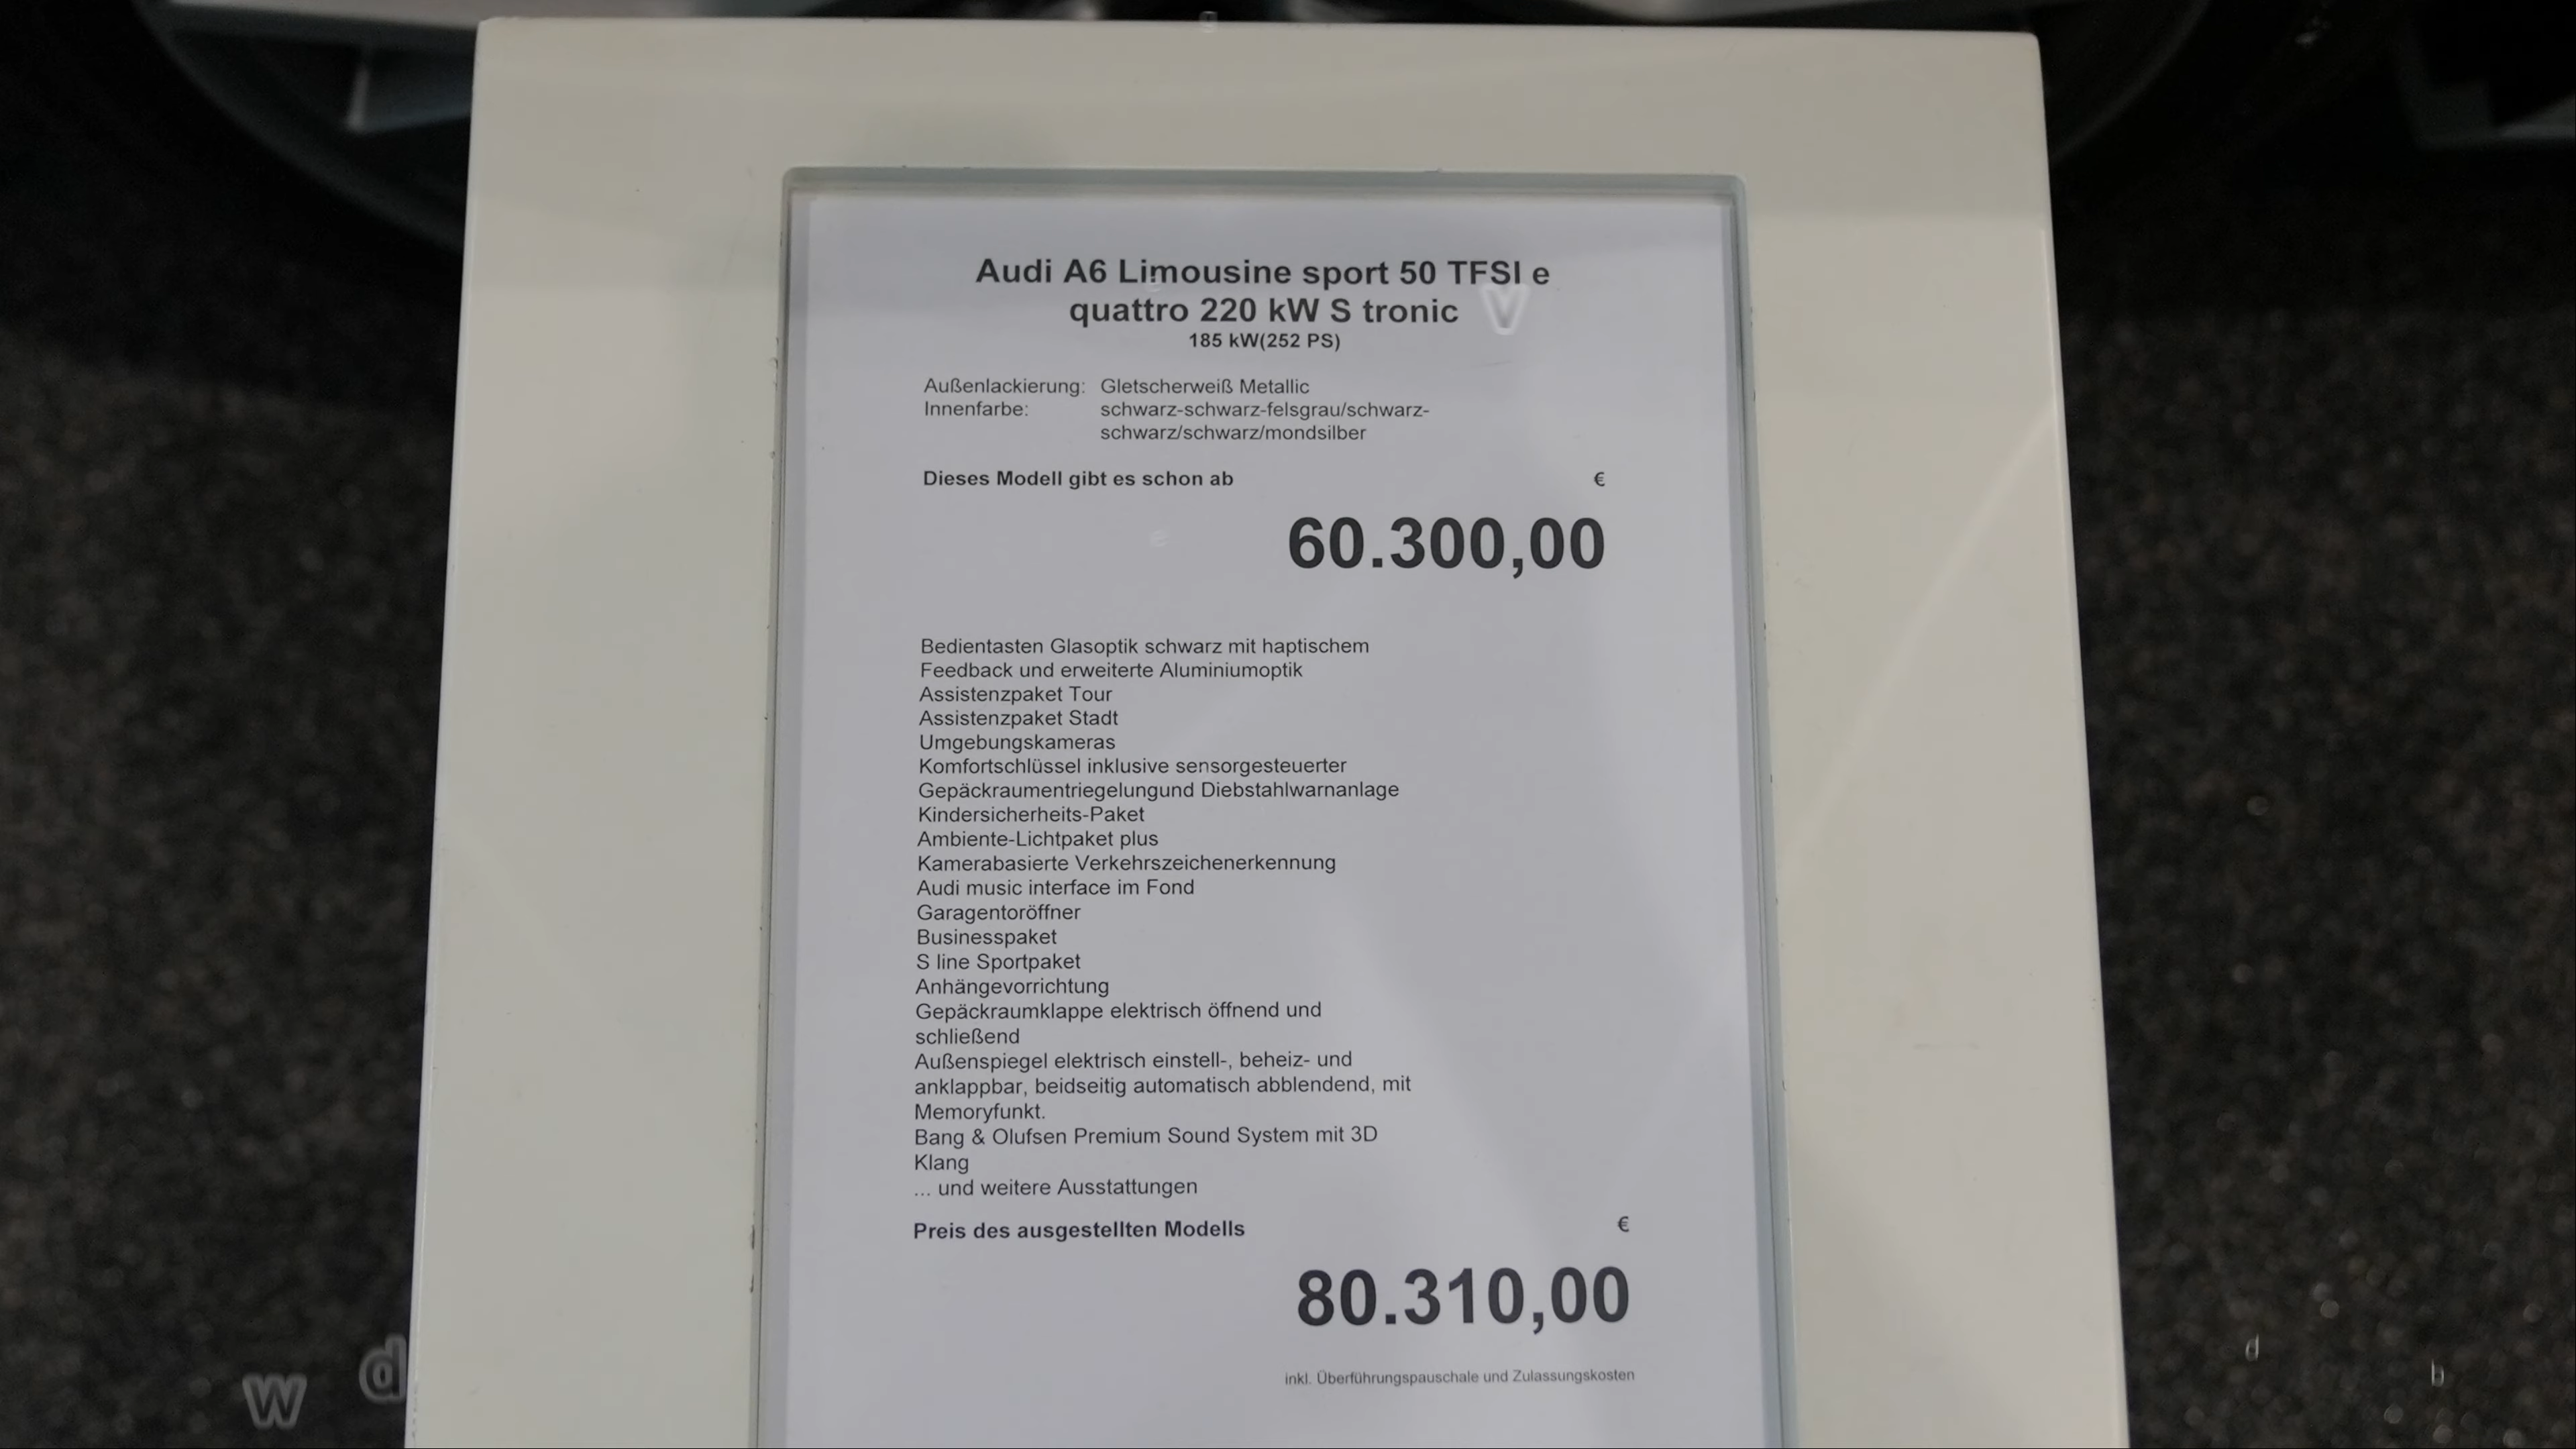 Audi A6 Limousine sport 50 TFSI e
quattro 220 kW S tronic
185 kW(252 PS)
Außenlackierung: Gletscherweiß Metallic
Innenfarbe: schwarz-schwarz-felsgrau/schwarz-
schwarz/schwarz/mondsilber
Dieses Modell gibt es schon ab €
60.300,00
Bedientasten Glasoptik schwarz mit haptischem
Feedback und erweiterte Aluminiumoptik
Assistenzpaket Tour
Assistenzpaket Stadt
Umgebungskameras
Komfortschlüssel inklusive sensorgesteuerter
Gepäckraumentriegelungund Diebstahlwarnanlage
Kindersicherheits-Paket
Ambiente-Lichtpaket plus
Kamerabasierte Verkehrszeichenerkennung
Audi music interface im Fond
Garagentoröffner
Businesspaket
S line Sportpaket
Anhängevorrichtung
Gepäckraumklappe elektrisch öffnend und
schließend
Außenspiegel elektrisch einstell-, beheiz- und
anklappbar, beidseitig automatisch abblendend, mit
Memoryfunkt.
Bang & Olufsen Premium Sound System mit 3D
Klang
... und weitere Ausstattungen
Preis des ausgestellten Modells €
80.310,00
inkl. Überführungspauschale und Zulassungskosten
g
V
e
w
d
d
b